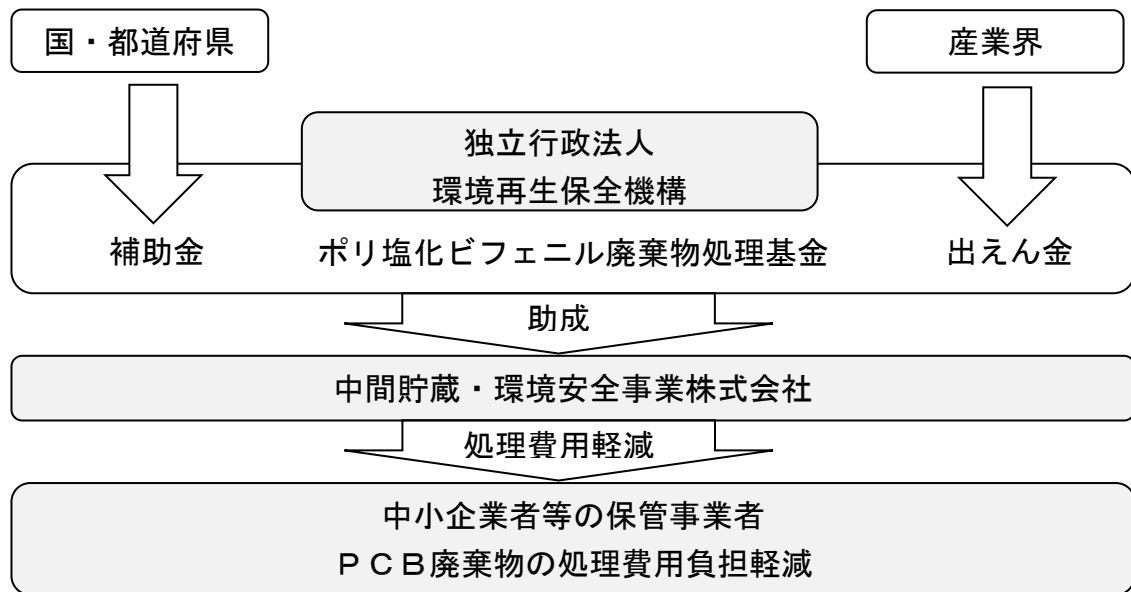 国・都道府県
産業界
独立行政法人
環境再生保全機構
補助金
ポリ塩化ビフェニル廃棄物処理基金
出えん金
助成
中間貯蔵・環境安全事業株式会社
処理費用軽減
中小企業者等の保管事業者
ＰＣＢ廃棄物の処理費用負担軽減